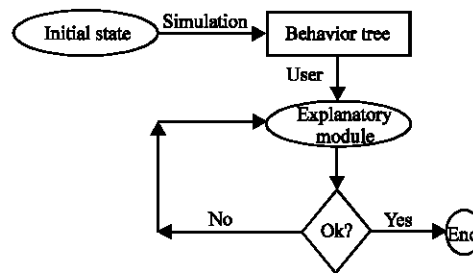 Simulation
Initial state
Behavior tree
User
Explanatory
module
No
Ok?
Yes
End